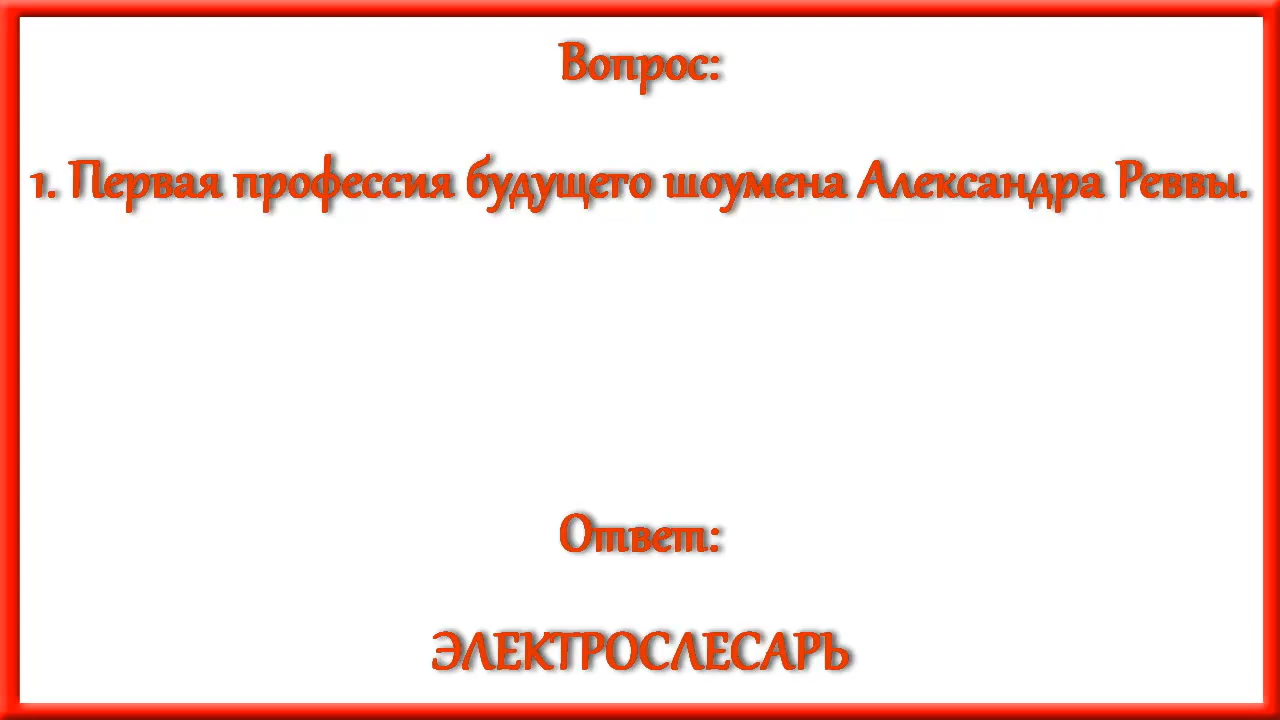 Вопрос:
1. Первая профессия будущего шоумена Александра Реввы.
Ответ:
ЭЛЕКТРОСЛЕСАРЬ